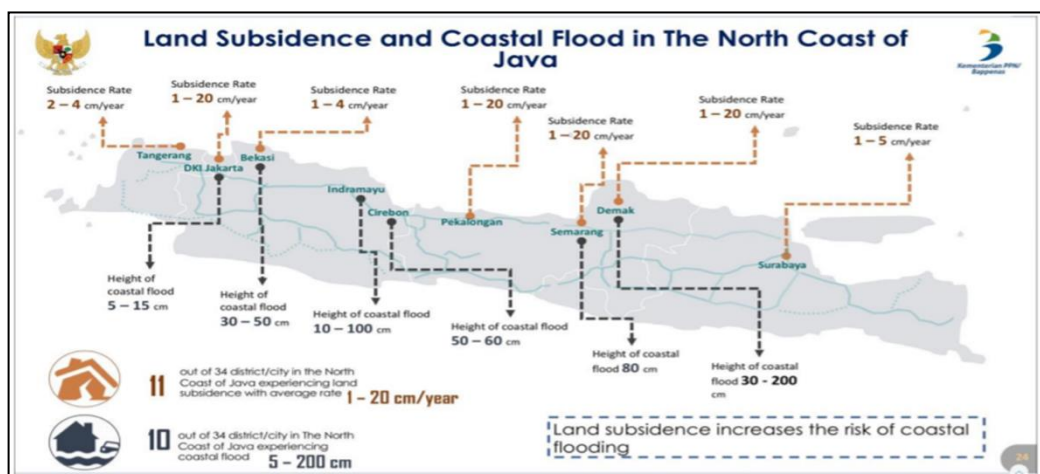 Land Subsidence and Coastal Flood in The North Coast of
Java
Kementerian PPN/
Bappenas
Subsidence Rate
2 – 4 cm/year
Subsidence Rate
1 – 20 cm/year
Subsidence Rate
1 – 4 cm/year
Subsidence Rate
1 – 20 cm/year
Subsidence Rate
1 – 20 cm/year
Subsidence Rate
1 – 20 cm/year
Subsidence Rate
1 – 5 cm/year
Tangerang
DKI Jakarta
Bekasi
Indramayu
Cirebon
Pekalongan
Semarang
Demak
Surabaya
Height of
coastal flood
5 – 15 cm
Height of
coastal flood
30 – 50 cm
Height of coastal flood
10 – 100 cm
Height of coastal flood
50 – 60 cm
Height of coastal
flood 80 cm
Height of coastal
flood 30 - 200
cm
11
out of 34 district/city in the North
Coast of Java experiencing land
subsidence with average rate 1 – 20 cm/year
10
out of 34 district/city in The North
Coast of Java experiencing
coastal flood 5 – 200 cm
Land subsidence increases the risk of coastal
flooding
24